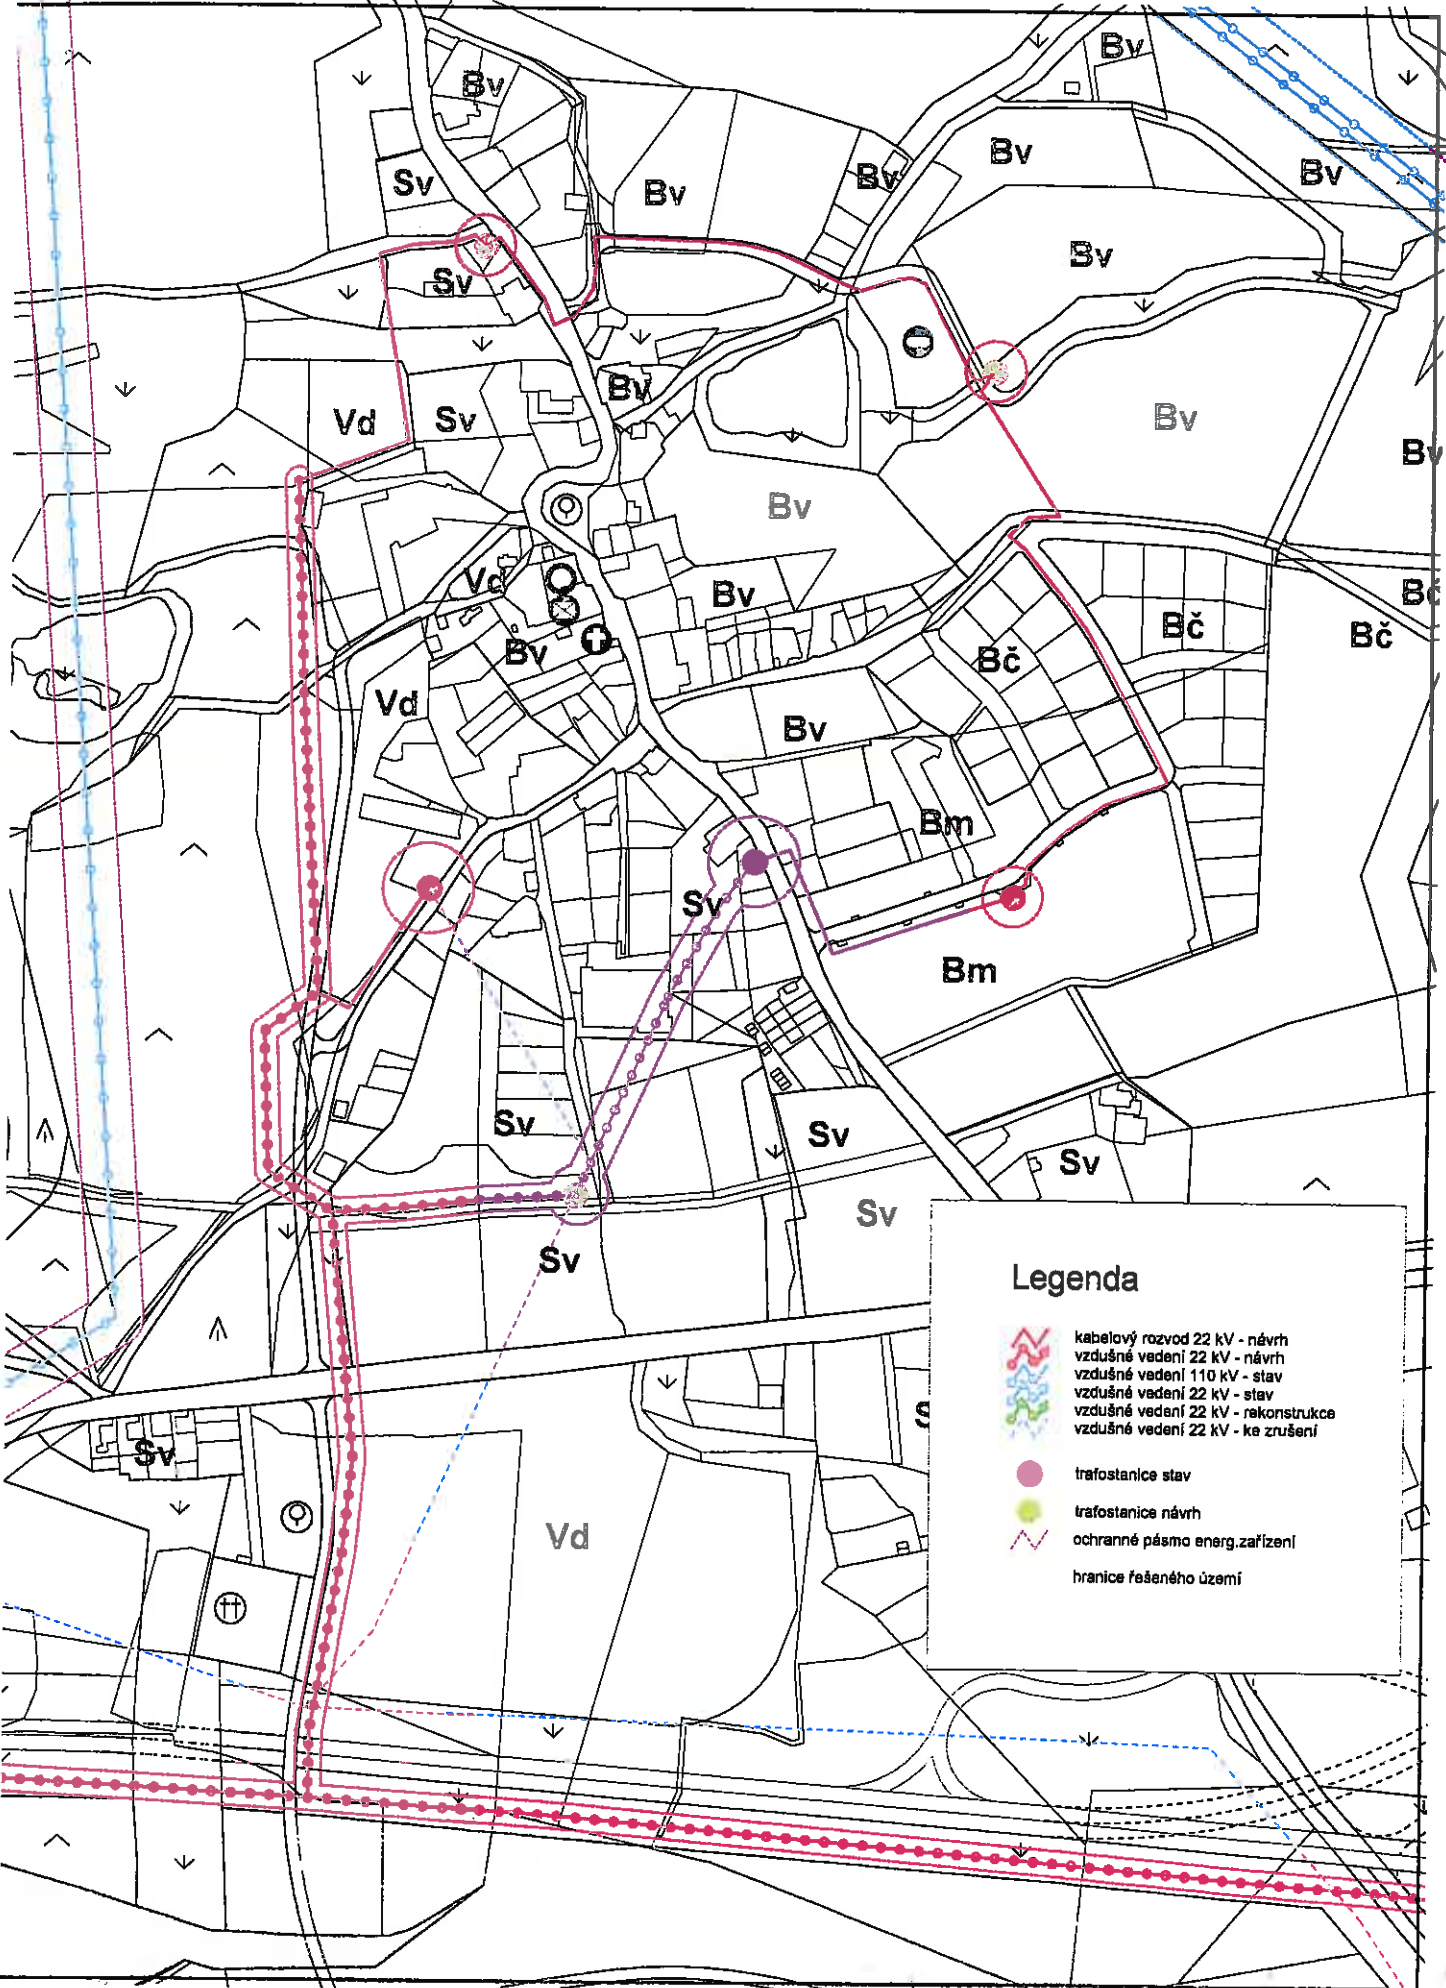 Bv
Bv
Bv
Sv
Bv
Bv
Bv
Sv
Bv
Bv
Vd
Sv
Bv
Bv
Bv
Vd
Bv
Bč
Bč
Bv
Bč
Vd
Bv
Bm
Sv
Bm
Sv
Sv
Sv
Sv
Sv
Sv
Vd
Legenda
kabelový rozvod 22 kV - návrh
vzdušné vedení 22 kV - návrh
vzdušné vedení 110 kV - stav
vzdušné vedení 22 kV - stav
vzdušné vedení 22 kV - rekonstrukce
vzdušné vedení 22 kV - ke zrušení
trafostanice stav
trafostanice návrh
ochranné pásmo energ.zařízení
hranice řešeného území